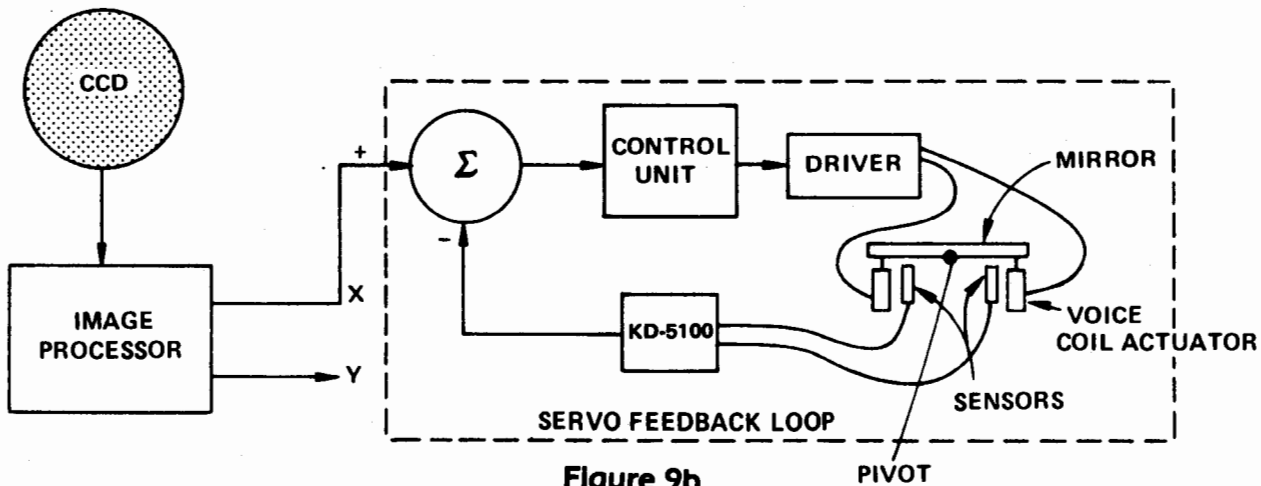 CCD
IMAGE
PROCESSOR
X
Y
+
-
Σ
CONTROL
UNIT
DRIVER
MIRROR
KD-5100
VOICE
COIL ACTUATOR
SENSORS
SERVO FEEDBACK LOOP
PIVOT
Figure 9b